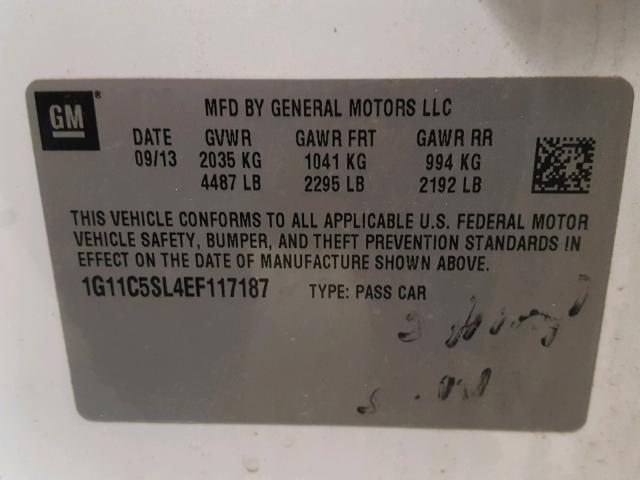 GM® MFD BY GENERAL MOTORS LLC
DATE GVWR GAWR FRT GAWR RR
09/13 2035 KG 1041 KG 994 KG
4487 LB 2295 LB 2192 LB
THIS VEHICLE CONFORMS TO ALL APPLICABLE U.S. FEDERAL MOTOR
VEHICLE SAFETY, BUMPER, AND THEFT PREVENTION STANDARDS IN
EFFECT ON THE DATE OF MANUFACTURE SHOWN ABOVE.
1G11C5SL4EF117187 TYPE: PASS CAR